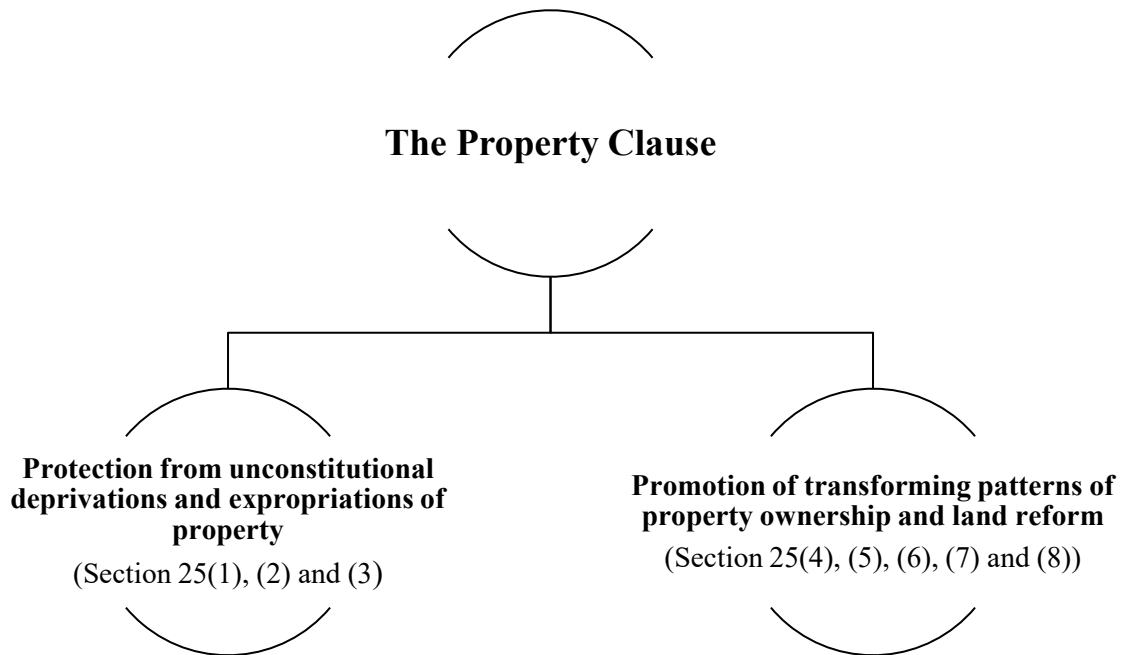 The Property Clause
Protection from unconstitutional
deprivations and expropriations of
property
(Section 25(1), (2) and (3)
Promotion of transforming patterns of
property ownership and land reform
(Section 25(4), (5), (6), (7) and (8))